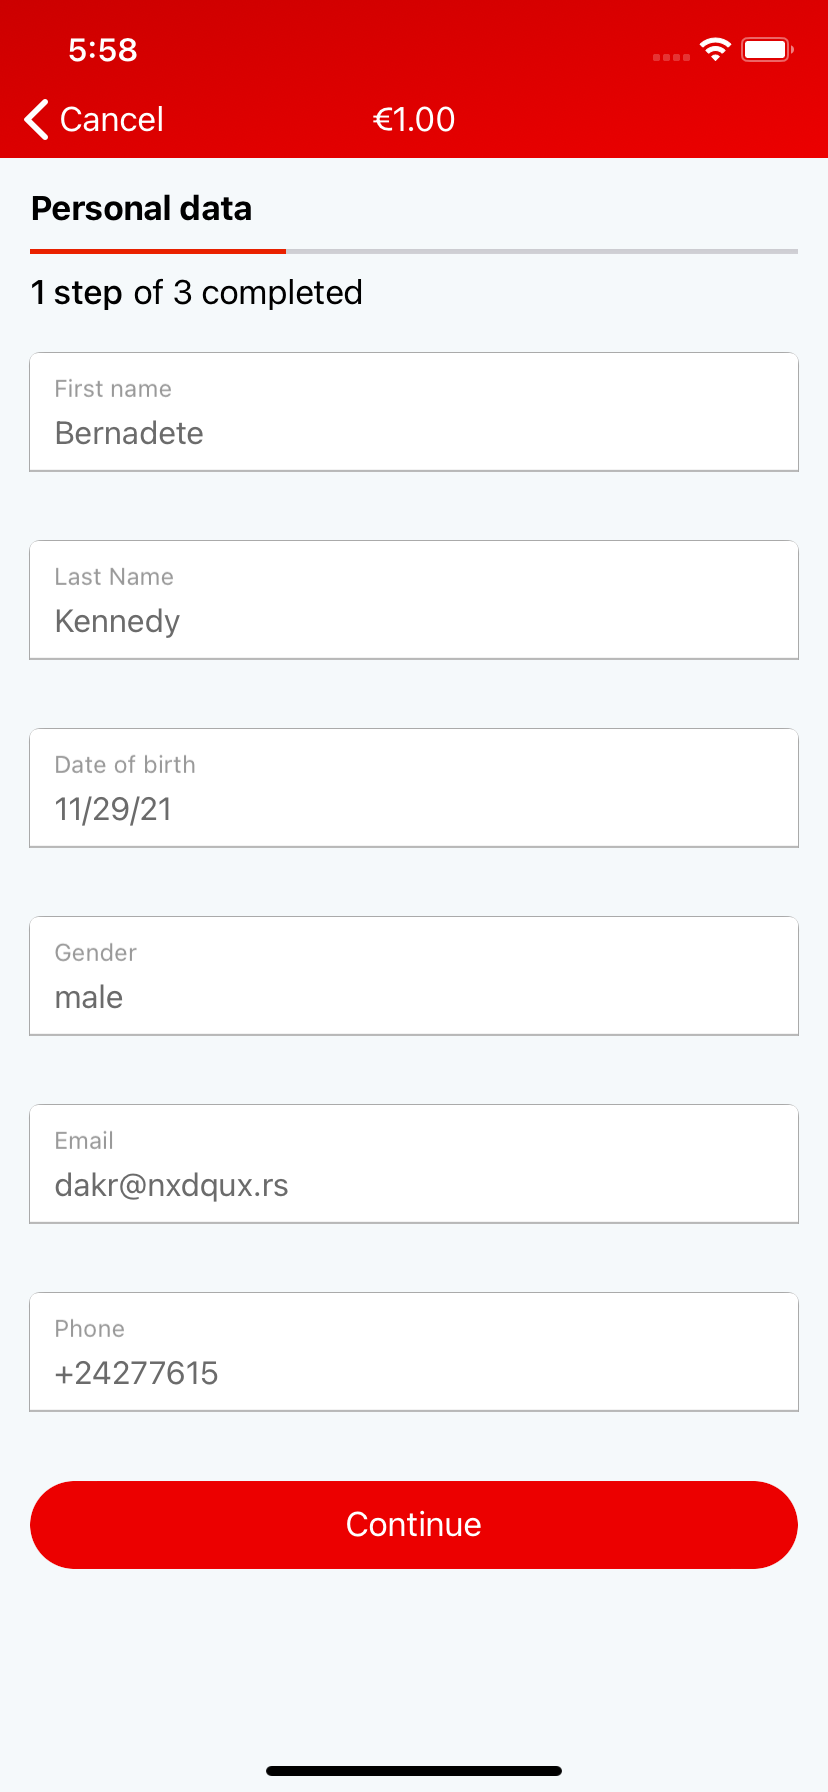 5:58
Cancel
€1.00
Personal data
1 step of 3 completed
First name
Bernadete
Last Name
Kennedy
Date of birth
11/29/21
Gender
male
Email
dakr@nxdqux.rs
Phone
+24277615
Continue